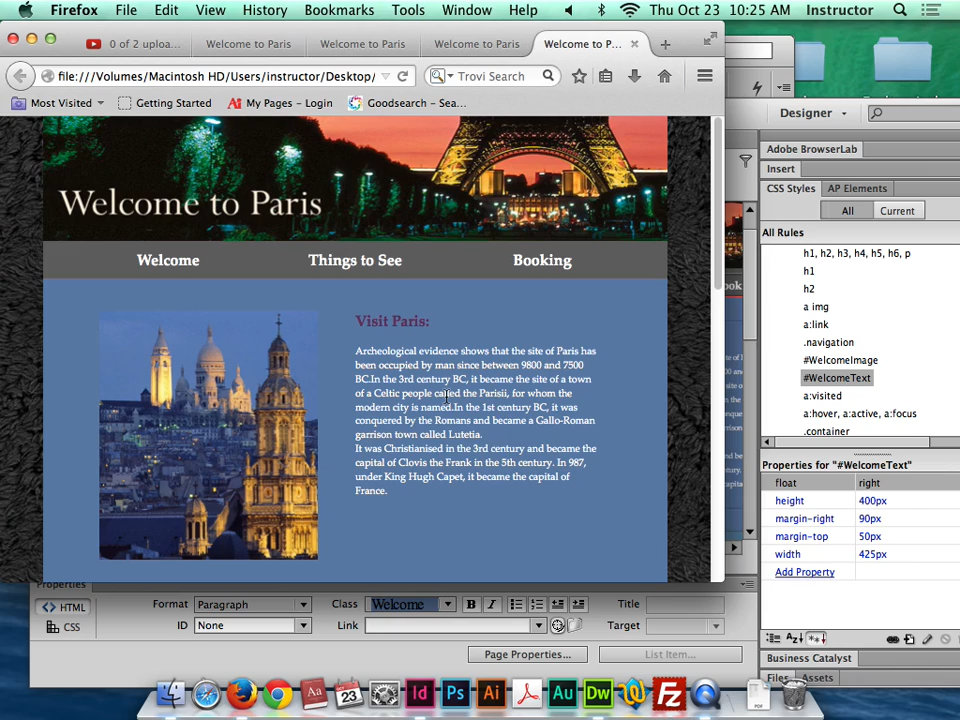 Firefox File Edit View History Bookmarks Tools Window Help Thu Oct 23 10:25 AM Instructor
0 of 2 uploa... Welcome to Paris Welcome to Paris Welcome to Paris Welcome to P...
file:///Volumes/Macintosh HD/Users/instructor/Desktop/ Trovi Search
Most Visited Getting Started My Pages - Login Goodsearch - Sea...
Welcome to Paris
Welcome Things to See Booking
Visit Paris:
Archeological evidence shows that the site of Paris has
been occupied by man since between 9800 and 7500
BC.In the 3rd century BC, it became the site of a town
of a Celtic people called the Parisii, for whom the
modern city is named.In the 1st century BC, it was
conquered by the Romans and became a Gallo-Roman
garrison town called Lutetia.
It was Christianised in the 3rd century and became the
capital of Clovis the Frank in the 5th century. In 987,
under King Hugh Capet, it became the capital of
France.
Designer
Adobe BrowserLab
Insert
CSS Styles AP Elements
All Current
All Rules
h1, h2, h3, h4, h5, h6, p
h1
h2
a img
a:link
.navigation
#WelcomeImage
#WelcomeText
a:visited
a:hover, a:active, a:focus
.container
Properties for "#WelcomeText"
float right
height 400px
margin-right 90px
margin-top 50px
width 425px
Add Property
Business Catalyst
Files Assets
Properties
HTML Format Paragraph Class Welcome B I Title
CSS ID None Link Target
Page Properties... List Item...
Aa 23 Id Ps Ai Au Dw Fz
PDF